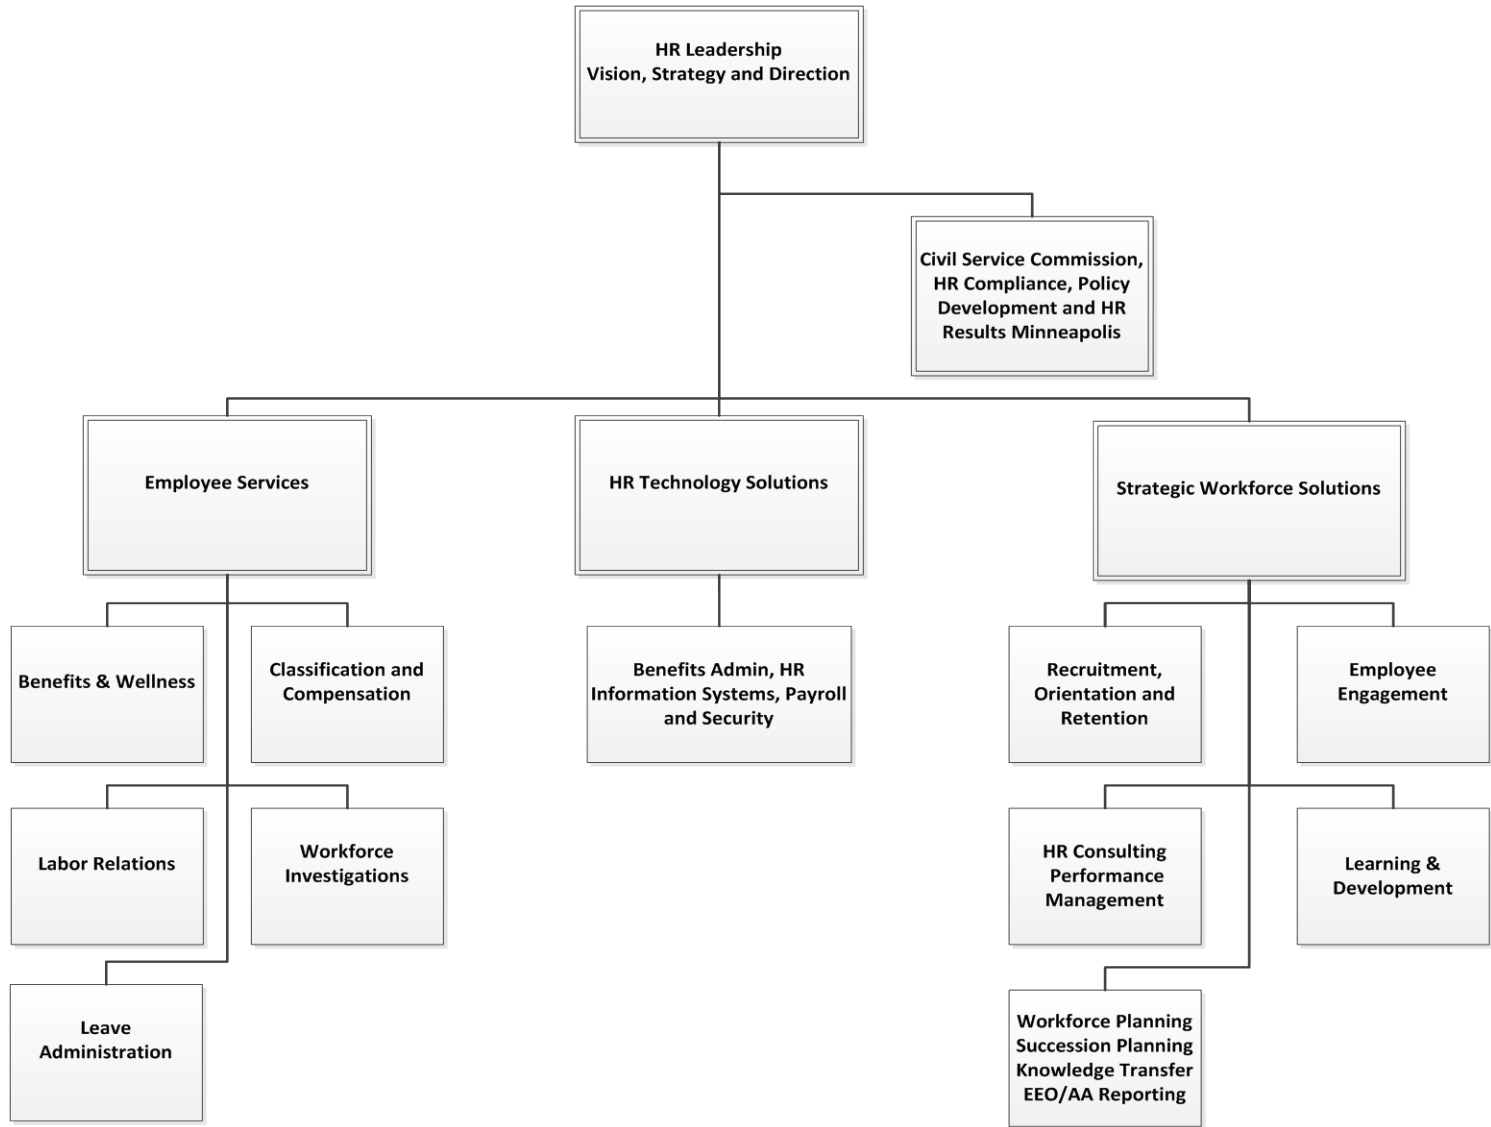 HR Leadership
Vision, Strategy and Direction
Civil Service Commission,
HR Compliance, Policy
Development and HR
Results Minneapolis
Employee Services
HR Technology Solutions
Strategic Workforce Solutions
Benefits & Wellness
Classification and
Compensation
Benefits Admin, HR
Information Systems, Payroll
and Security
Recruitment,
Orientation and
Retention
Employee
Engagement
Labor Relations
Workforce
Investigations
HR Consulting
Performance
Management
Learning &
Development
Leave
Administration
Workforce Planning
Succession Planning
Knowledge Transfer
EEO/AA Reporting